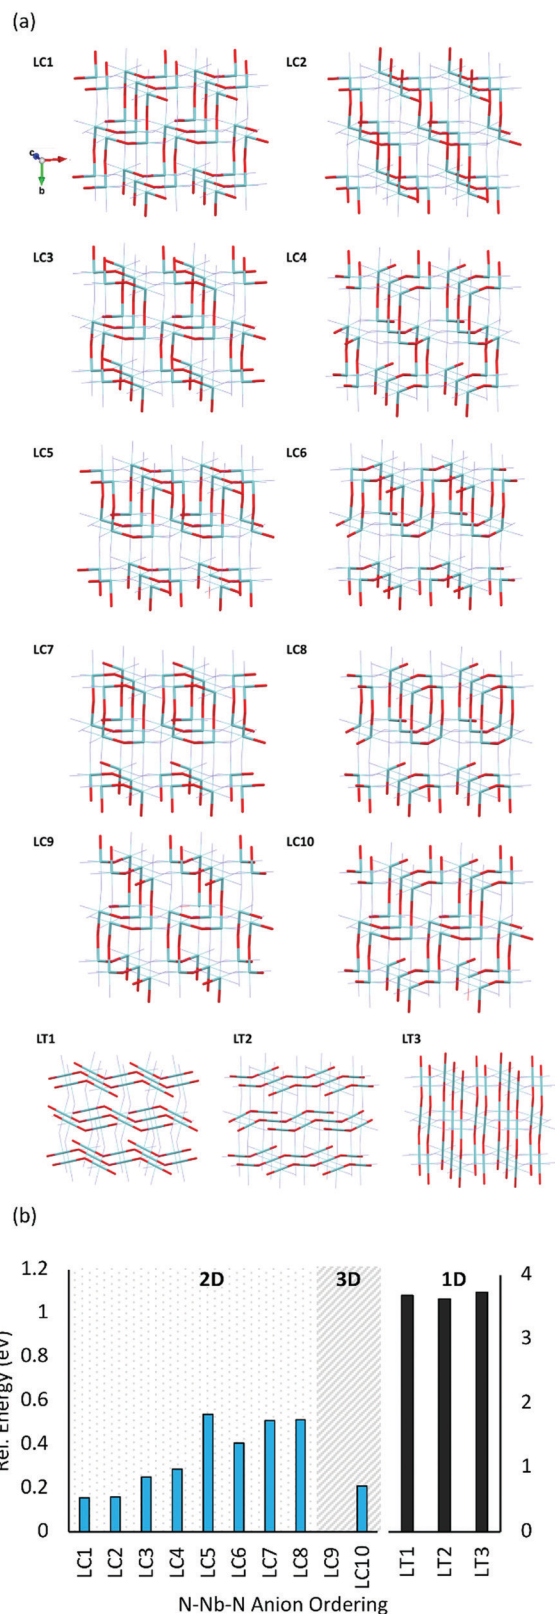 (a)
LC1
LC2
c
b
LC3
LC4
LC5
LC6
LC7
LC8
LC9
LC10
LT1
LT2
LT3
(b)
2D
3D
1D
1.2
1
0.8
0.6
0.4
0.2
0
4
3
2
1
0
Rel. Energy (eV)
LC1
LC2
LC3
LC4
LC5
LC6
LC7
LC8
LC9
LC10
LT1
LT2
LT3
N-Nb-N Anion Ordering